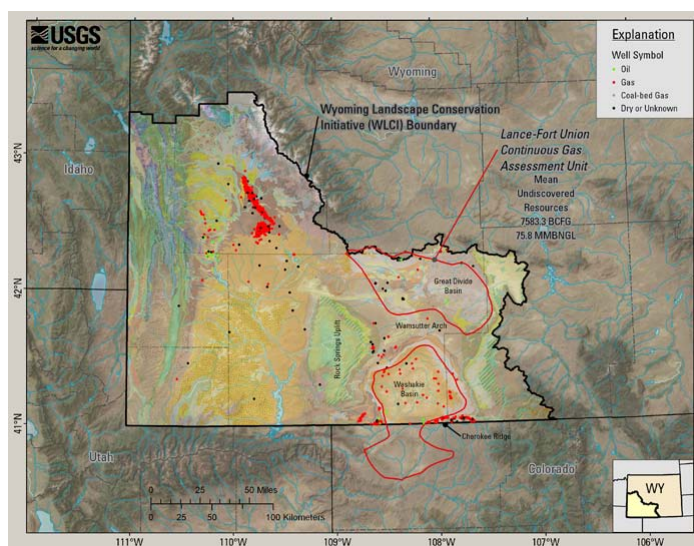 USGS
science for a changing world
Explanation
Well Symbol
Oil
Gas
Coal-bed Gas
Dry or Unknown
Wyoming
Wyoming Landscape Conservation
Initiative (WLCI) Boundary
Lance-Fort Union
Continuous Gas
Assessment Unit
Mean
Undiscovered
Resources
7583.3 BCFG
75.8 MMBNGL
Idaho
43°N
42°N
41°N
Great Divide
Basin
Wamsutter Arch
Rock Springs Uplift
Washakie
Basin
Cherokee Ridge
Utah
Colorado
0 25 50 Miles
0 25 50 100 Kilometers
WY
111°W 110°W 109°W 108°W 107°W 106°W